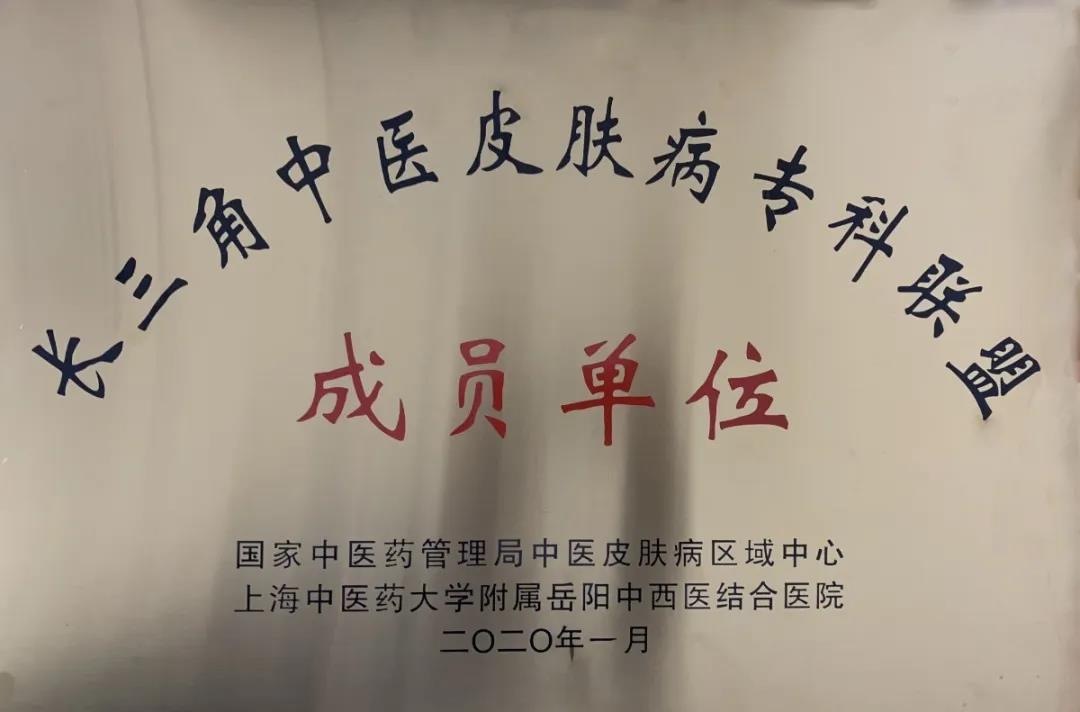 长三角中医皮肤病专科联盟
成员单位
国家中医药管理局中医皮肤病区域中心
上海中医药大学附属岳阳中西医结合医院
二〇二〇年一月